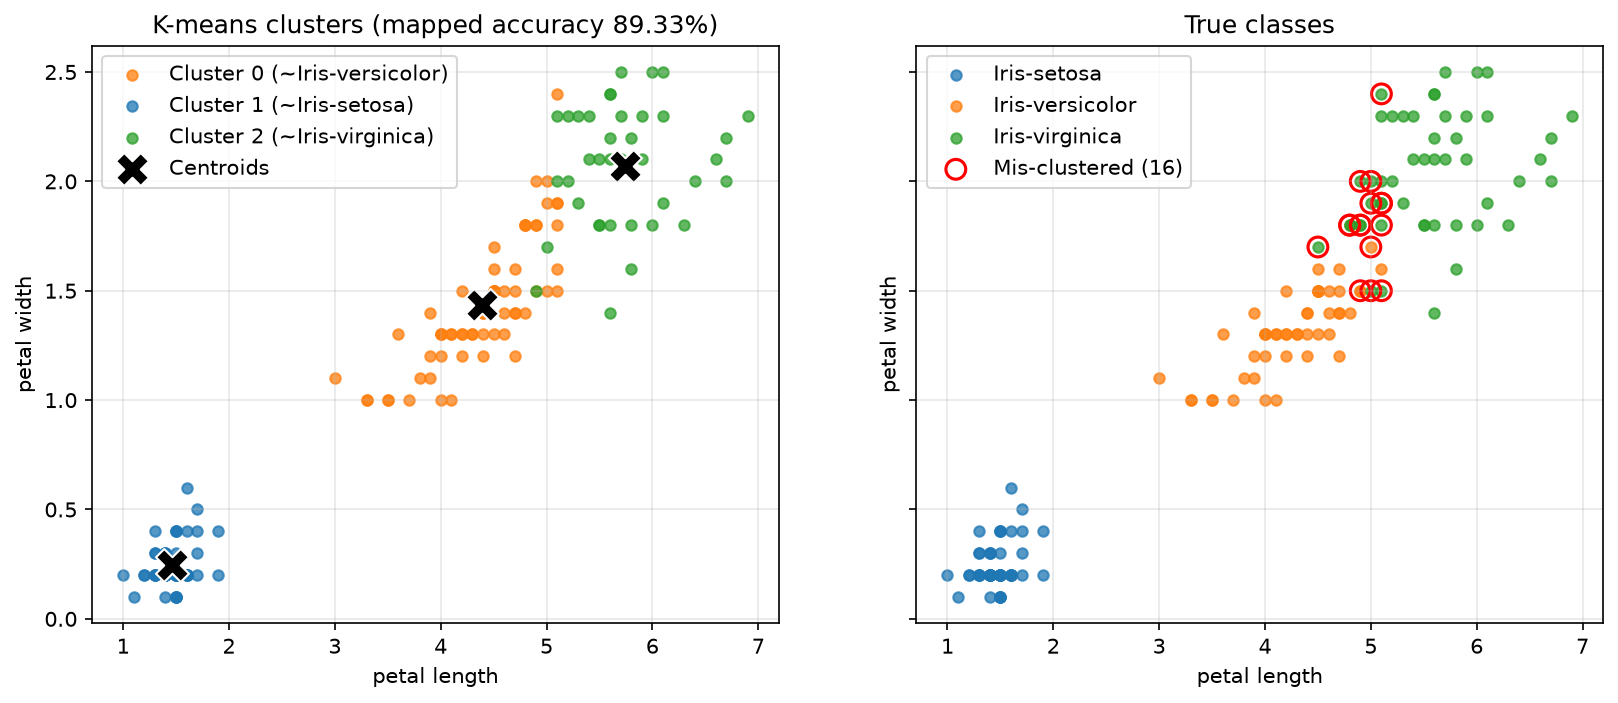 K-means clusters (mapped accuracy 89.33%)
Cluster 0 (~Iris-versicolor)
Cluster 1 (~Iris-setosa)
Cluster 2 (~Iris-virginica)
Centroids
petal width
2.5
2.0
1.5
1.0
0.5
0.0
1 2 3 4 5 6 7
petal length
True classes
Iris-setosa
Iris-versicolor
Iris-virginica
Mis-clustered (16)
petal width
1 2 3 4 5 6 7
petal length